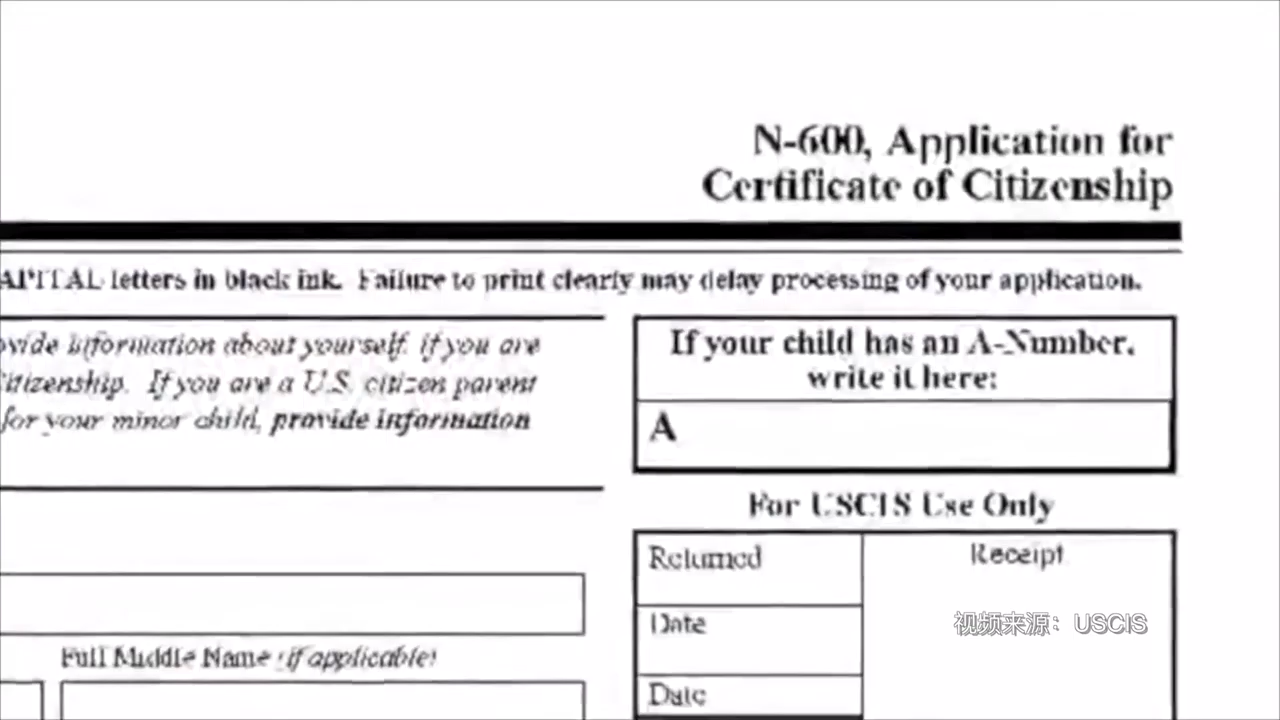 N-600, Application for
Certificate of Citizenship
APITAL letters in black ink. Failure to print clearly may delay processing of your application.
ovide information about yourself, if you are
Citizenship. If you are a U.S. citizen parent
for your minor child, provide information
If your child has an A-Number,
write it here:
A
For USCIS Use Only
Returned
Receipt
Date
视频来源：USCIS
Full Middle Name (if applicable)
Date